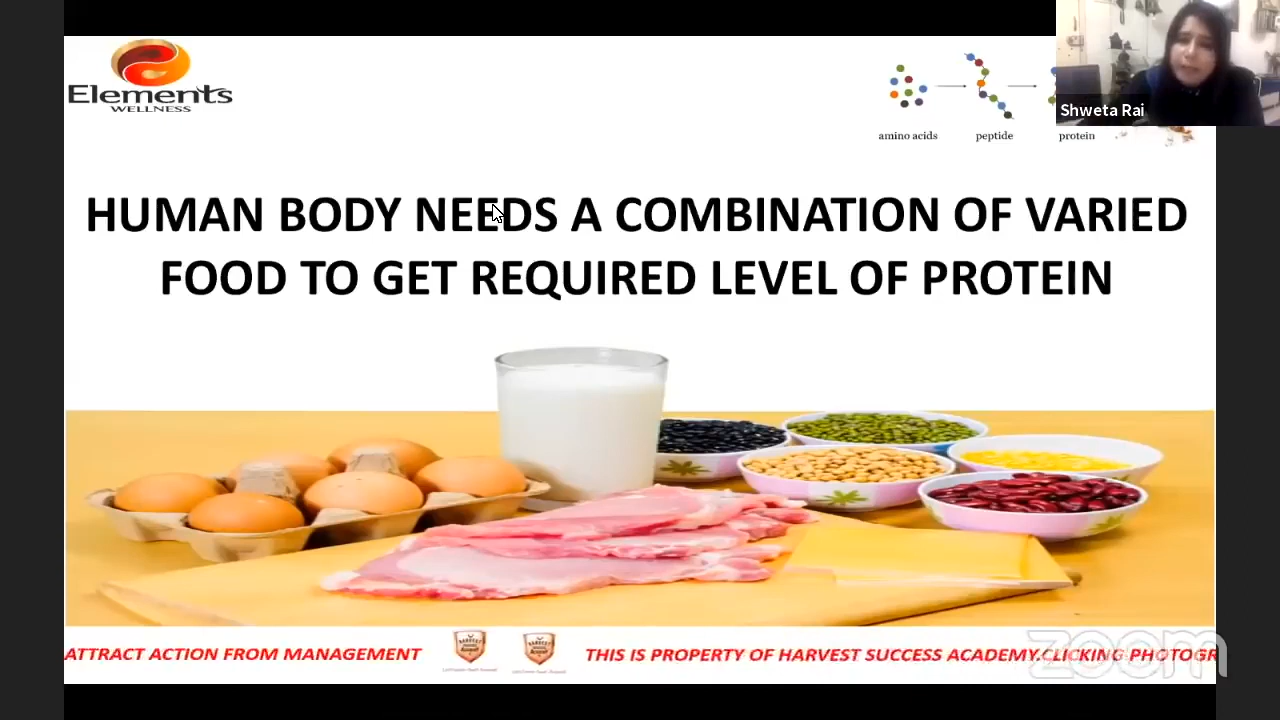 Elements
WELLNESS
amino acids
peptide
protein
Shweta Rai
HUMAN BODY NEEDS A COMBINATION OF VARIED
FOOD TO GET REQUIRED LEVEL OF PROTEIN
ATTRACT ACTION FROM MANAGEMENT
THIS IS PROPERTY OF HARVEST SUCCESS ACADEMY.CLICKING PHOTOGR
zoom